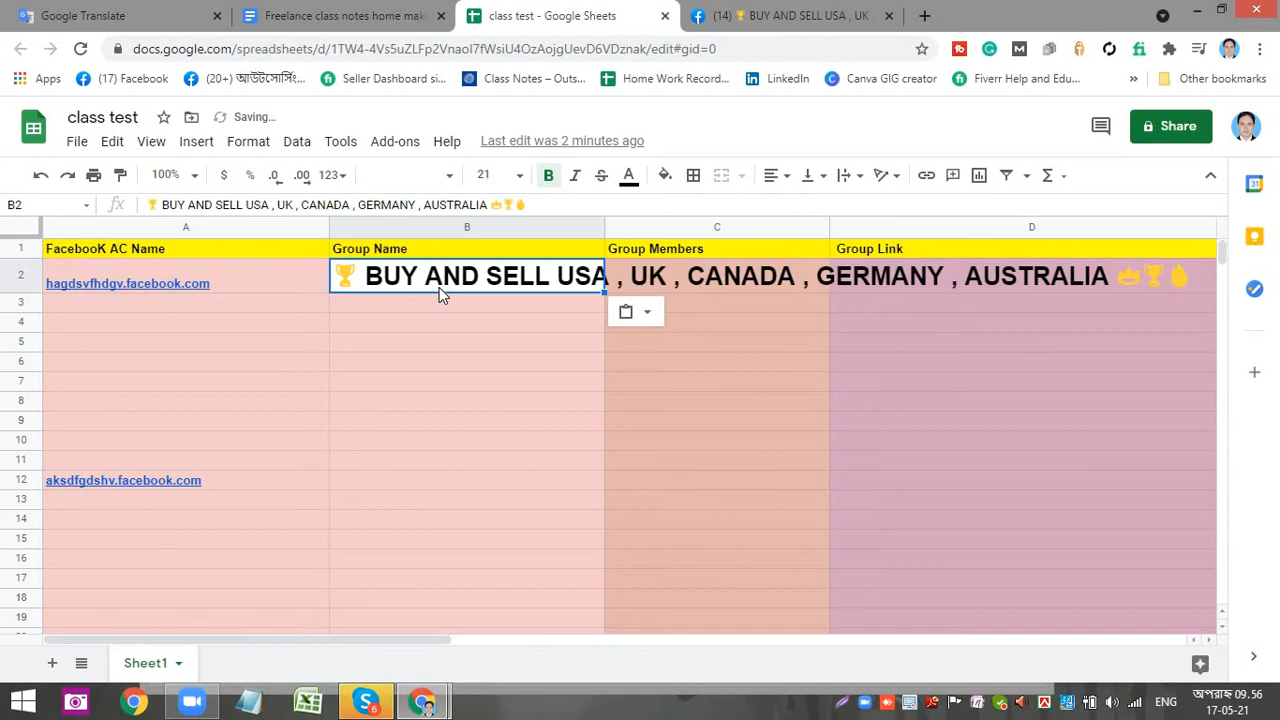 Google Translate
Freelance class notes home mak
class test - Google Sheets
(14) 🏆 BUY AND SELL USA , UK
docs.google.com/spreadsheets/d/1TW4-4Vs5uZLFp2VnaoI7fWsiU4OzAojgUevD6VDznak/edit#gid=0
Apps
(17) Facebook
(20+) আউটসোর্সিং...
Seller Dashboard si...
Class Notes – Outs...
Home Work Record...
LinkedIn
Canva GIG creator
Fiverr Help and Edu...
Other bookmarks
class test
Saving...
File Edit View Insert Format Data Tools Add-ons Help Last edit was 2 minutes ago
Share
100% $ % .0 .00 123 21 B I S A
B2 fx 🏆 BUY AND SELL USA , UK , CANADA , GERMANY , AUSTRALIA 👑🏆🔥
A B C D
1 FacebooK AC Name Group Name Group Members Group Link
2 hagdsvfhdgv.facebook.com 🏆 BUY AND SELL USA , UK , CANADA , GERMANY , AUSTRALIA 👑🏆🔥
3
4
5
6
7
8
9
10
11
12 aksdfgdshv.facebook.com
13
14
15
16
17
18
19
Sheet1
6
ENG
অপরাহ্ন 09.56
17-05-21